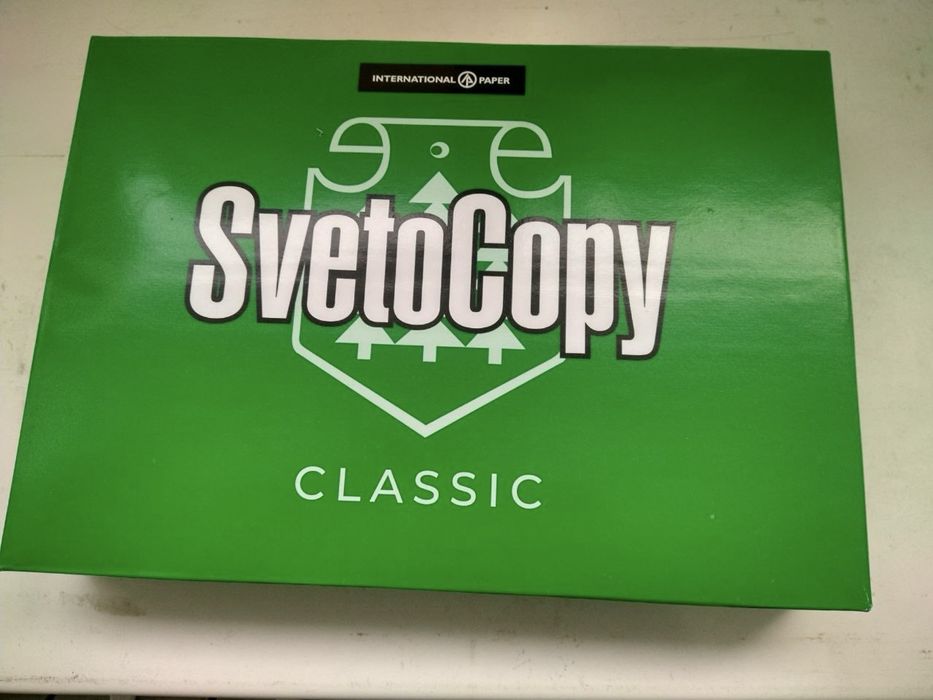 INTERNATIONAL PAPER
SvetoCopy
CLASSIC